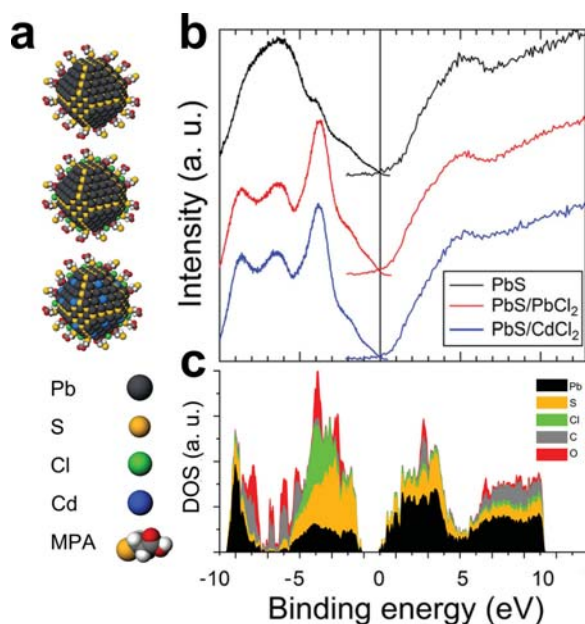 a
Pb
S
Cl
Cd
MPA
b
Intensity (a. u.)
PbS
PbS/PbCl2
PbS/CdCl2
c
DOS (a. u.)
Pb
S
Cl
C
O
-10 -5 0 5 10
Binding energy (eV)